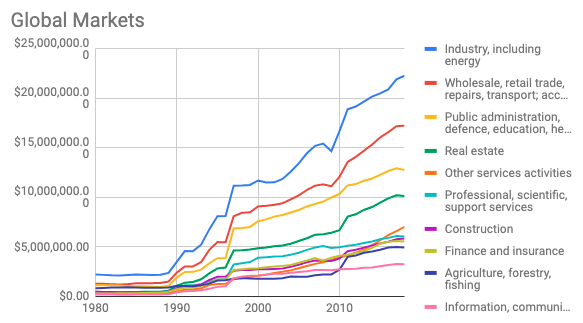 Global Markets
$25,000,000.0
0
$20,000,000.0
0
$15,000,000.0
0
$10,000,000.0
0
$5,000,000.00
$0.00
1980
1990
2000
2010
Industry, including
energy
Wholesale, retail trade,
repairs, transport; acc...
Public administration,
defence, education, he...
Real estate
Other services activities
Professional, scientific,
support services
Construction
Finance and insurance
Agriculture, forestry,
fishing
Information, communi...